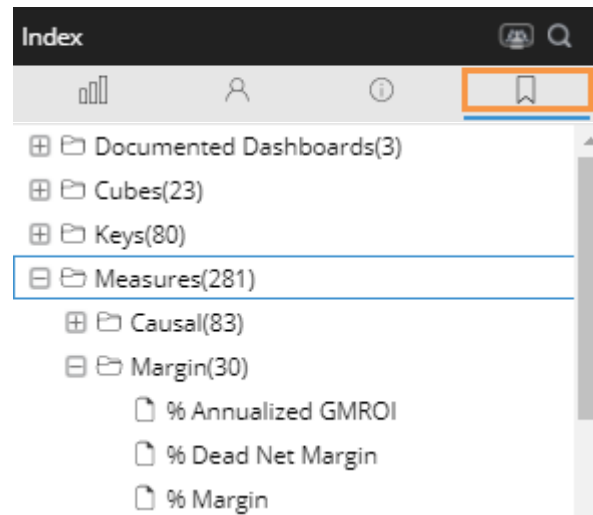 Index
Documented Dashboards(3)
Cubes(23)
Keys(80)
Measures(281)
Causal(83)
Margin(30)
% Annualized GMROI
% Dead Net Margin
% Margin